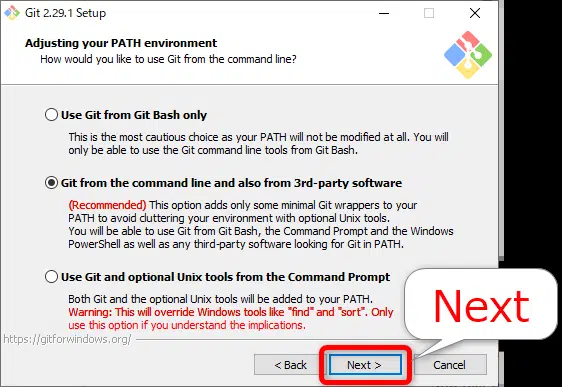 Git 2.29.1 Setup
Adjusting your PATH environment
How would you like to use Git from the command line?
Use Git from Git Bash only
This is the most cautious choice as your PATH will not be modified at all. You will
only be able to use the Git command line tools from Git Bash.
Git from the command line and also from 3rd-party software
(Recommended) This option adds only some minimal Git wrappers to your
PATH to avoid cluttering your environment with optional Unix tools.
You will be able to use Git from Git Bash, the Command Prompt and the Windows
PowerShell as well as any third-party software looking for Git in PATH.
Use Git and optional Unix tools from the Command Prompt
Both Git and the optional Unix tools will be added to your PATH.
Warning: This will override Windows tools like "find" and "sort". Only
use this option if you understand the implications.
Next
https://gitforwindows.org/
< Back
Next >
Cancel